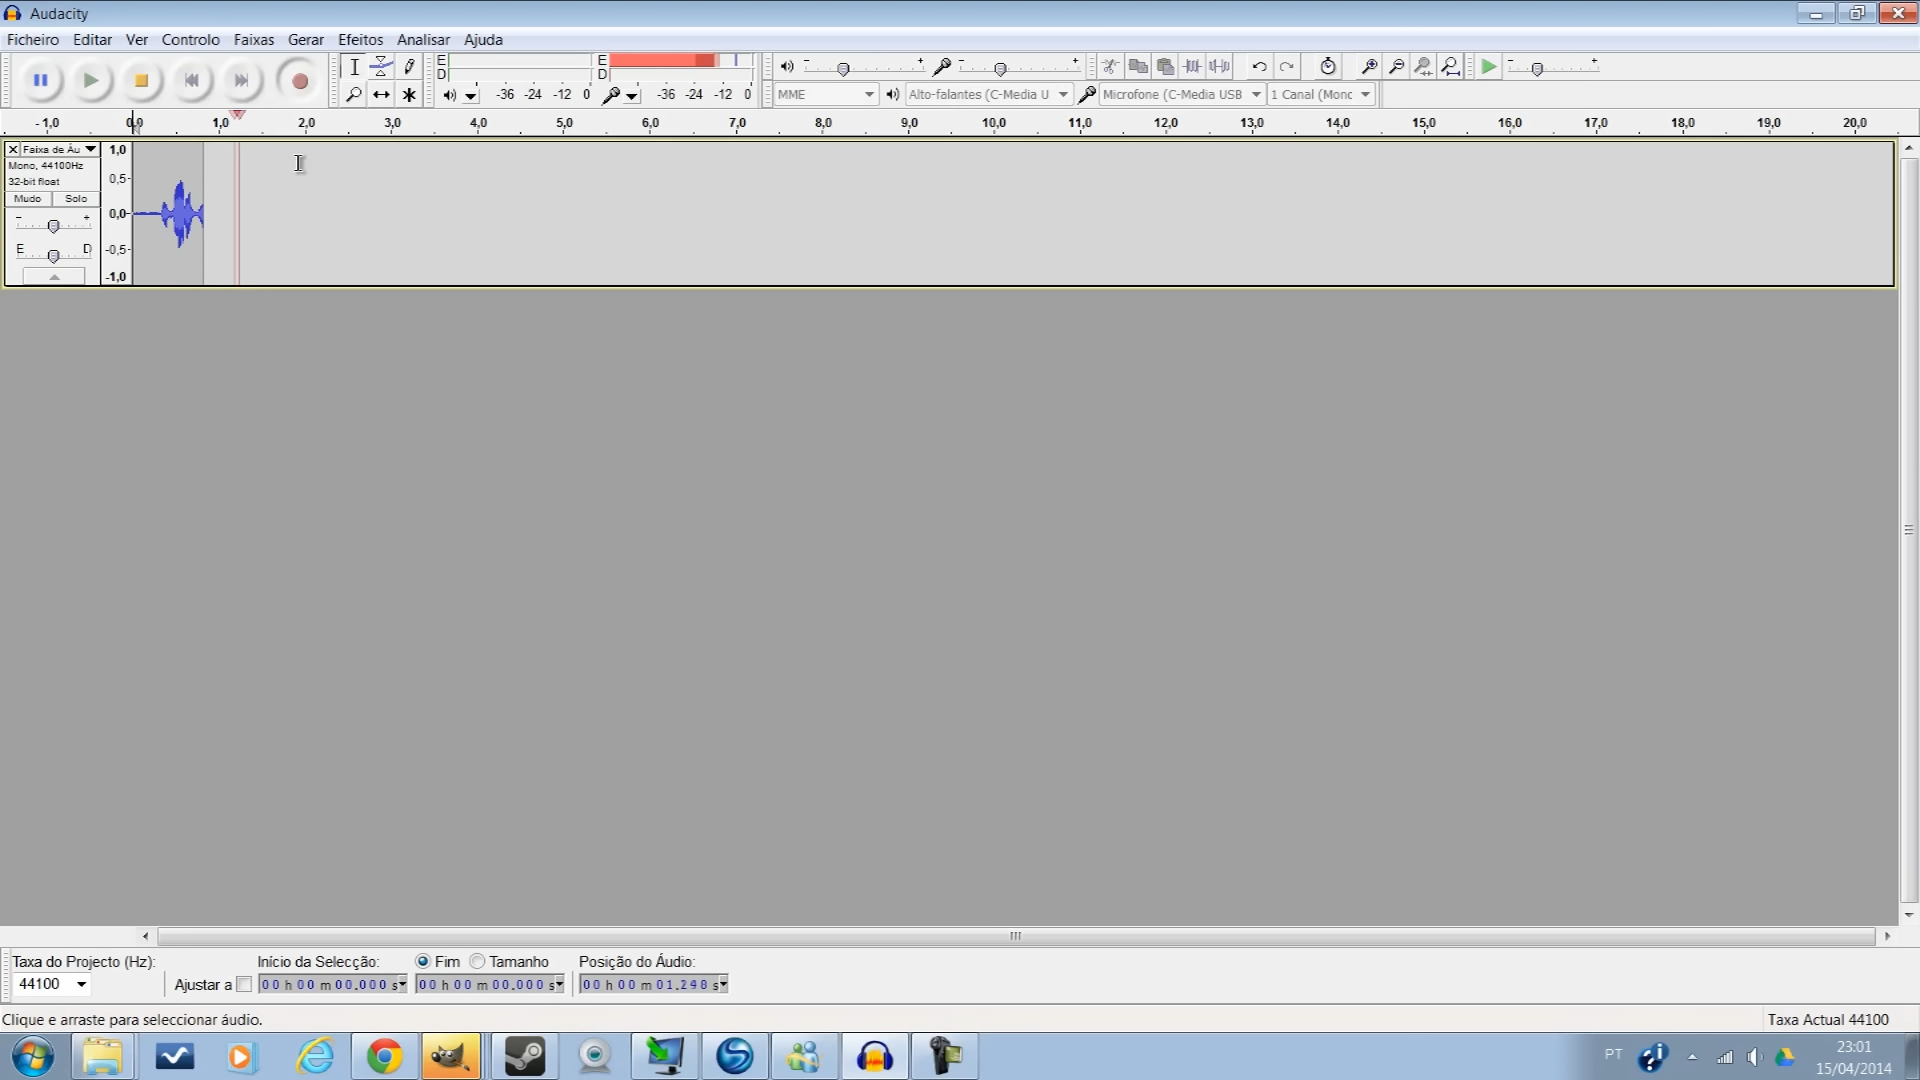 Audacity
Ficheiro Editar Ver Controlo Faixas Gerar Efeitos Analisar Ajuda
E E
D D
-36 -24 -12 0 -36 -24 -12 0
MME Alto-falantes (C-Media U Microfone (C-Media USB 1 Canal (Monc
- 1,0 0,0 1,0 2,0 3,0 4,0 5,0 6,0 7,0 8,0 9,0 10,0 11,0 12,0 13,0 14,0 15,0 16,0 17,0 18,0 19,0 20,0
X Faixa de Áu 1,0
Mono, 44100Hz
32-bit float 0,5
Mudo Solo
0,0
E D -0,5
-1,0
Taxa do Projecto (Hz): Início da Selecção: Fim Tamanho Posição do Áudio:
44100 Ajustar a 00 h 00 m 00.000 s 00 h 00 m 00.000 s 00 h 00 m 01.248 s
Clique e arraste para seleccionar áudio. Taxa Actual 44100
PT 23:01
15/04/2014